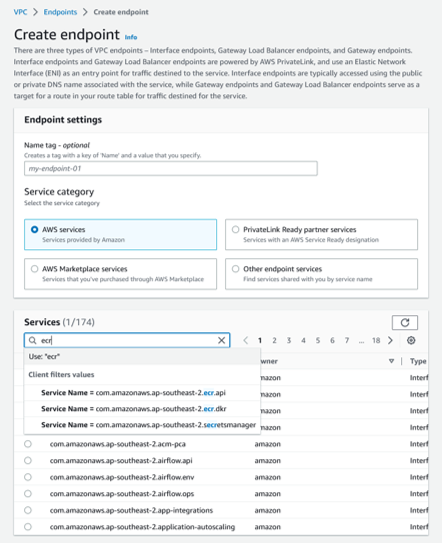 VPC > Endpoints > Create endpoint
Create endpoint Info
There are three types of VPC endpoints – Interface endpoints, Gateway Load Balancer endpoints, and Gateway endpoints.
Interface endpoints and Gateway Load Balancer endpoints are powered by AWS PrivateLink, and use an Elastic Network
Interface (ENI) as an entry point for traffic destined to the service. Interface endpoints are typically accessed using the public
or private DNS name associated with the service, while Gateway endpoints and Gateway Load Balancer endpoints serve as a
target for a route in your route table for traffic destined for the service.
Endpoint settings
Name tag - optional
Creates a tag with a key of 'Name' and a value that you specify.
my-endpoint-01
Service category
Select the service category
AWS services
Services provided by Amazon
PrivateLink Ready partner services
Services with an AWS Service Ready designation
AWS Marketplace services
Services that you've purchased through AWS Marketplace
Other endpoint services
Find services shared with you by service name
Services (1/174)
ecr 1 2 3 4 5 6 7 ... 18
Use: "ecr"
wner Type
Client filters values
mazon Interf
Service Name = com.amazonaws.ap-southeast-2.ecr.api mazon Interf
Service Name = com.amazonaws.ap-southeast-2.ecr.dkr mazon Interf
Service Name = com.amazonaws.ap-southeast-2.secretsmanager mazon Interf
com.amazonaws.ap-southeast-2.acm-pca amazon Interf
com.amazonaws.ap-southeast-2.airflow.api amazon Interf
com.amazonaws.ap-southeast-2.airflow.env amazon Interf
com.amazonaws.ap-southeast-2.airflow.ops amazon Interf
com.amazonaws.ap-southeast-2.app-integrations amazon Interf
com.amazonaws.ap-southeast-2.application-autoscaling amazon Interf